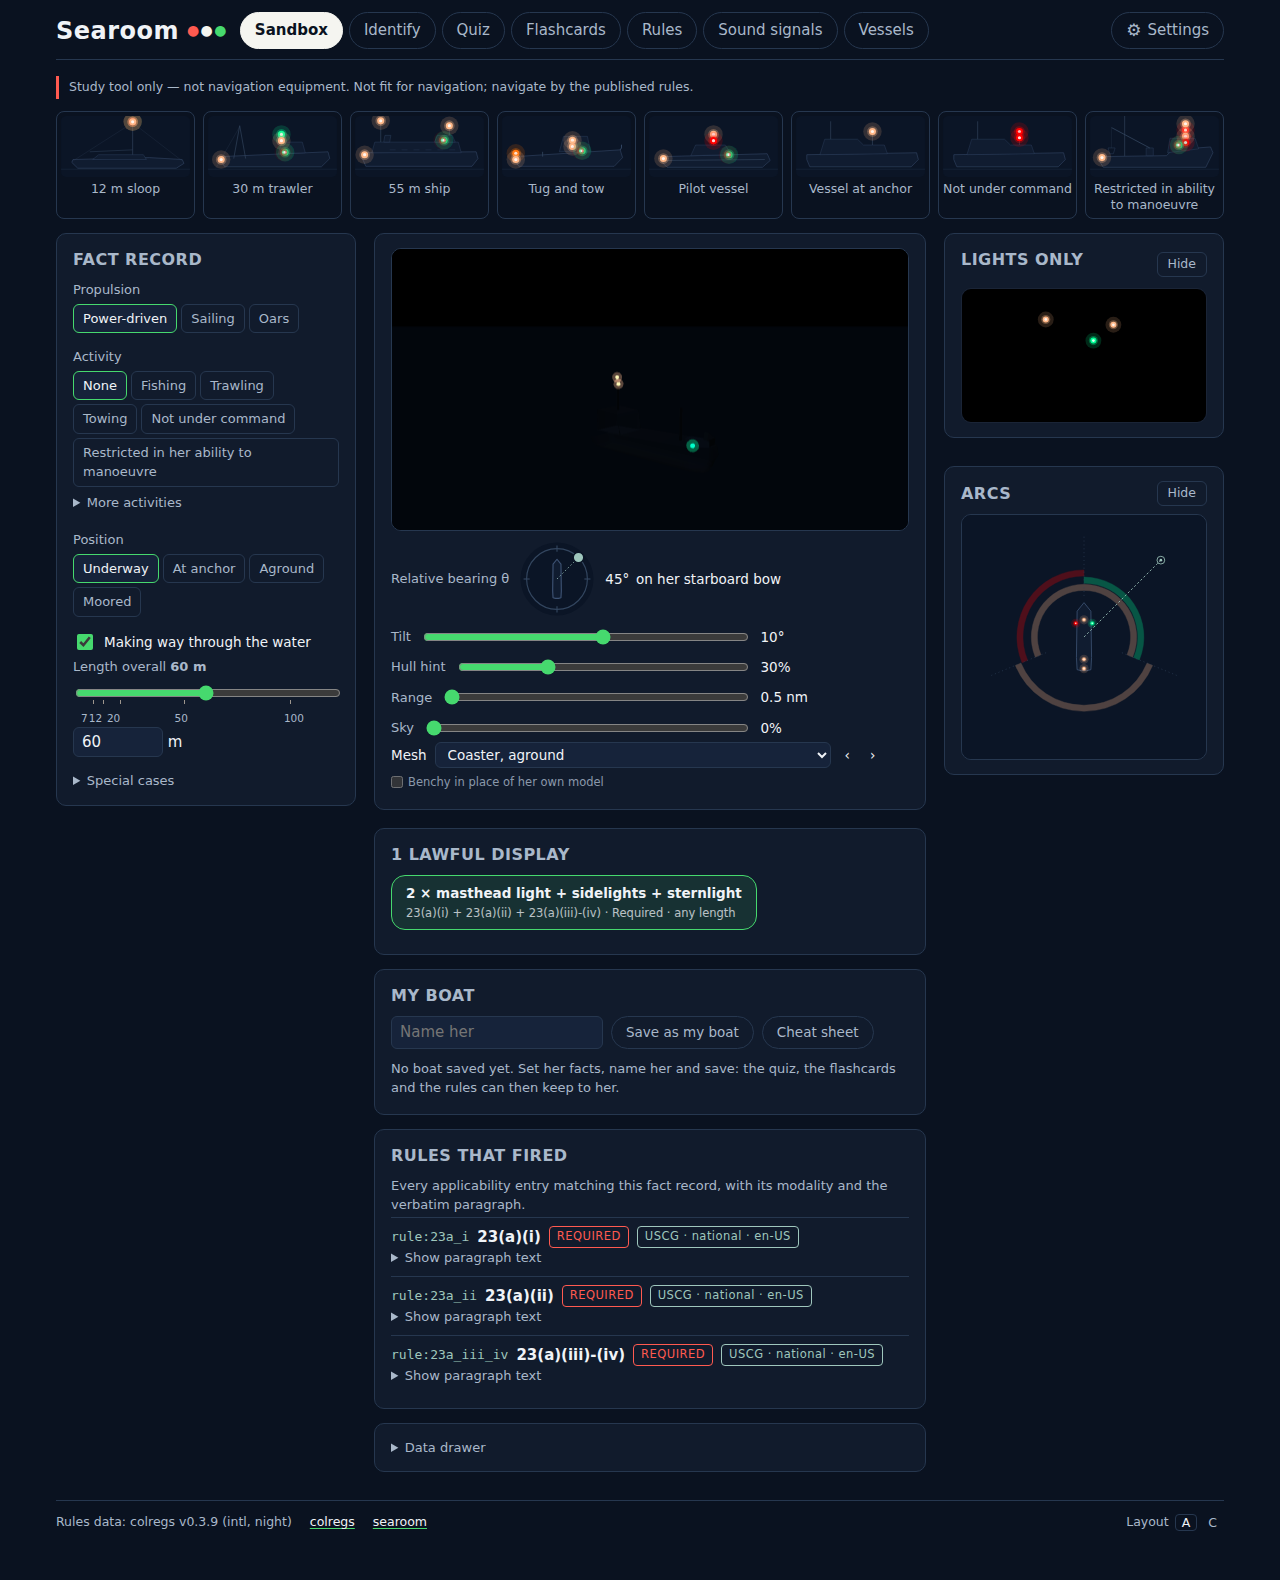 Searoom
Sandbox
Identify
Quiz
Flashcards
Rules
Sound signals
Vessels
⚙ Settings
Study tool only — not navigation equipment. Not fit for navigation; navigate by the published rules.
12 m sloop
30 m trawler
55 m ship
Tug and tow
Pilot vessel
Vessel at anchor
Not under command
Restricted in ability
to manoeuvre
FACT RECORD
Propulsion
Power-driven
Sailing
Oars
Activity
None
Fishing
Trawling
Towing
Not under command
Restricted in her ability to
manoeuvre
▶ More activities
Position
Underway
At anchor
Aground
Moored
Making way through the water
Length overall 60 m
7 12 20 50 100
60 m
▶ Special cases
Relative bearing θ
45° on her starboard bow
Tilt 10°
Hull hint 30%
Range 0.5 nm
Sky 0%
Mesh Coaster, aground ‹ ›
Benchy in place of her own model
1 LAWFUL DISPLAY
2 × masthead light + sidelights + sternlight
23(a)(i) + 23(a)(ii) + 23(a)(iii)-(iv) · Required · any length
MY BOAT
Name her
Save as my boat
Cheat sheet
No boat saved yet. Set her facts, name her and save: the quiz, the flashcards
and the rules can then keep to her.
RULES THAT FIRED
Every applicability entry matching this fact record, with its modality and the
verbatim paragraph.
rule:23a_i 23(a)(i) REQUIRED USCG · national · en-US
▶ Show paragraph text
rule:23a_ii 23(a)(ii) REQUIRED USCG · national · en-US
▶ Show paragraph text
rule:23a_iii_iv 23(a)(iii)-(iv) REQUIRED USCG · national · en-US
▶ Show paragraph text
▶ Data drawer
LIGHTS ONLY
Hide
ARCS
Hide
Rules data: colregs v0.3.9 (intl, night) colregs searoom
Layout A C